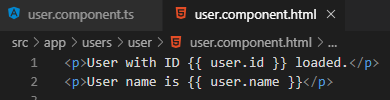 user.component.ts user.component.html
src > app > users > user > user.component.html > ...
1 <p>User with ID {{ user.id }} loaded.</p>
2 <p>User name is {{ user.name }}</p>